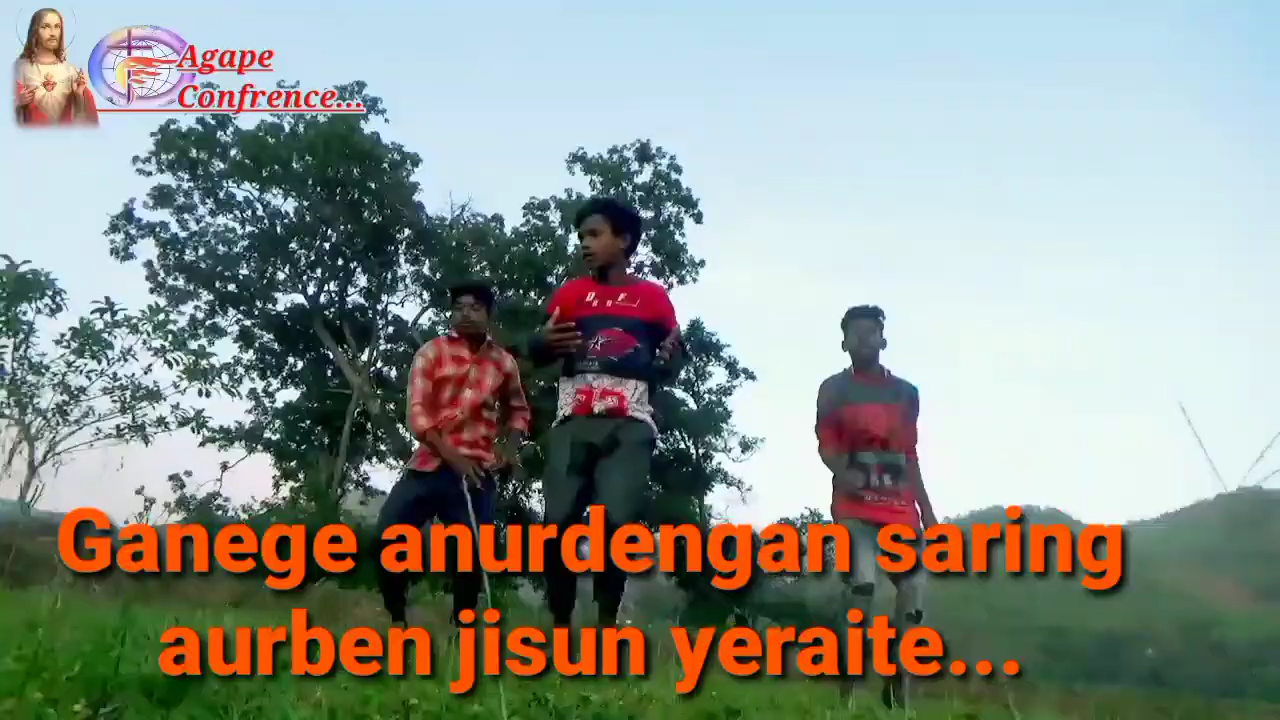 Agape
Confrence...
Ganege anurdengan saring
aurben jisun yeraite...